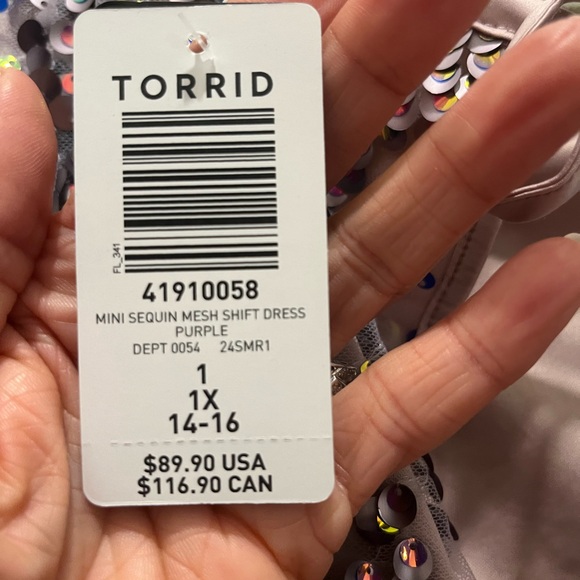 TORRID
FL_341
41910058
MINI SEQUIN MESH SHIFT DRESS
PURPLE
DEPT 0054 24SMR1
1
1X
14-16
$89.90 USA
$116.90 CAN